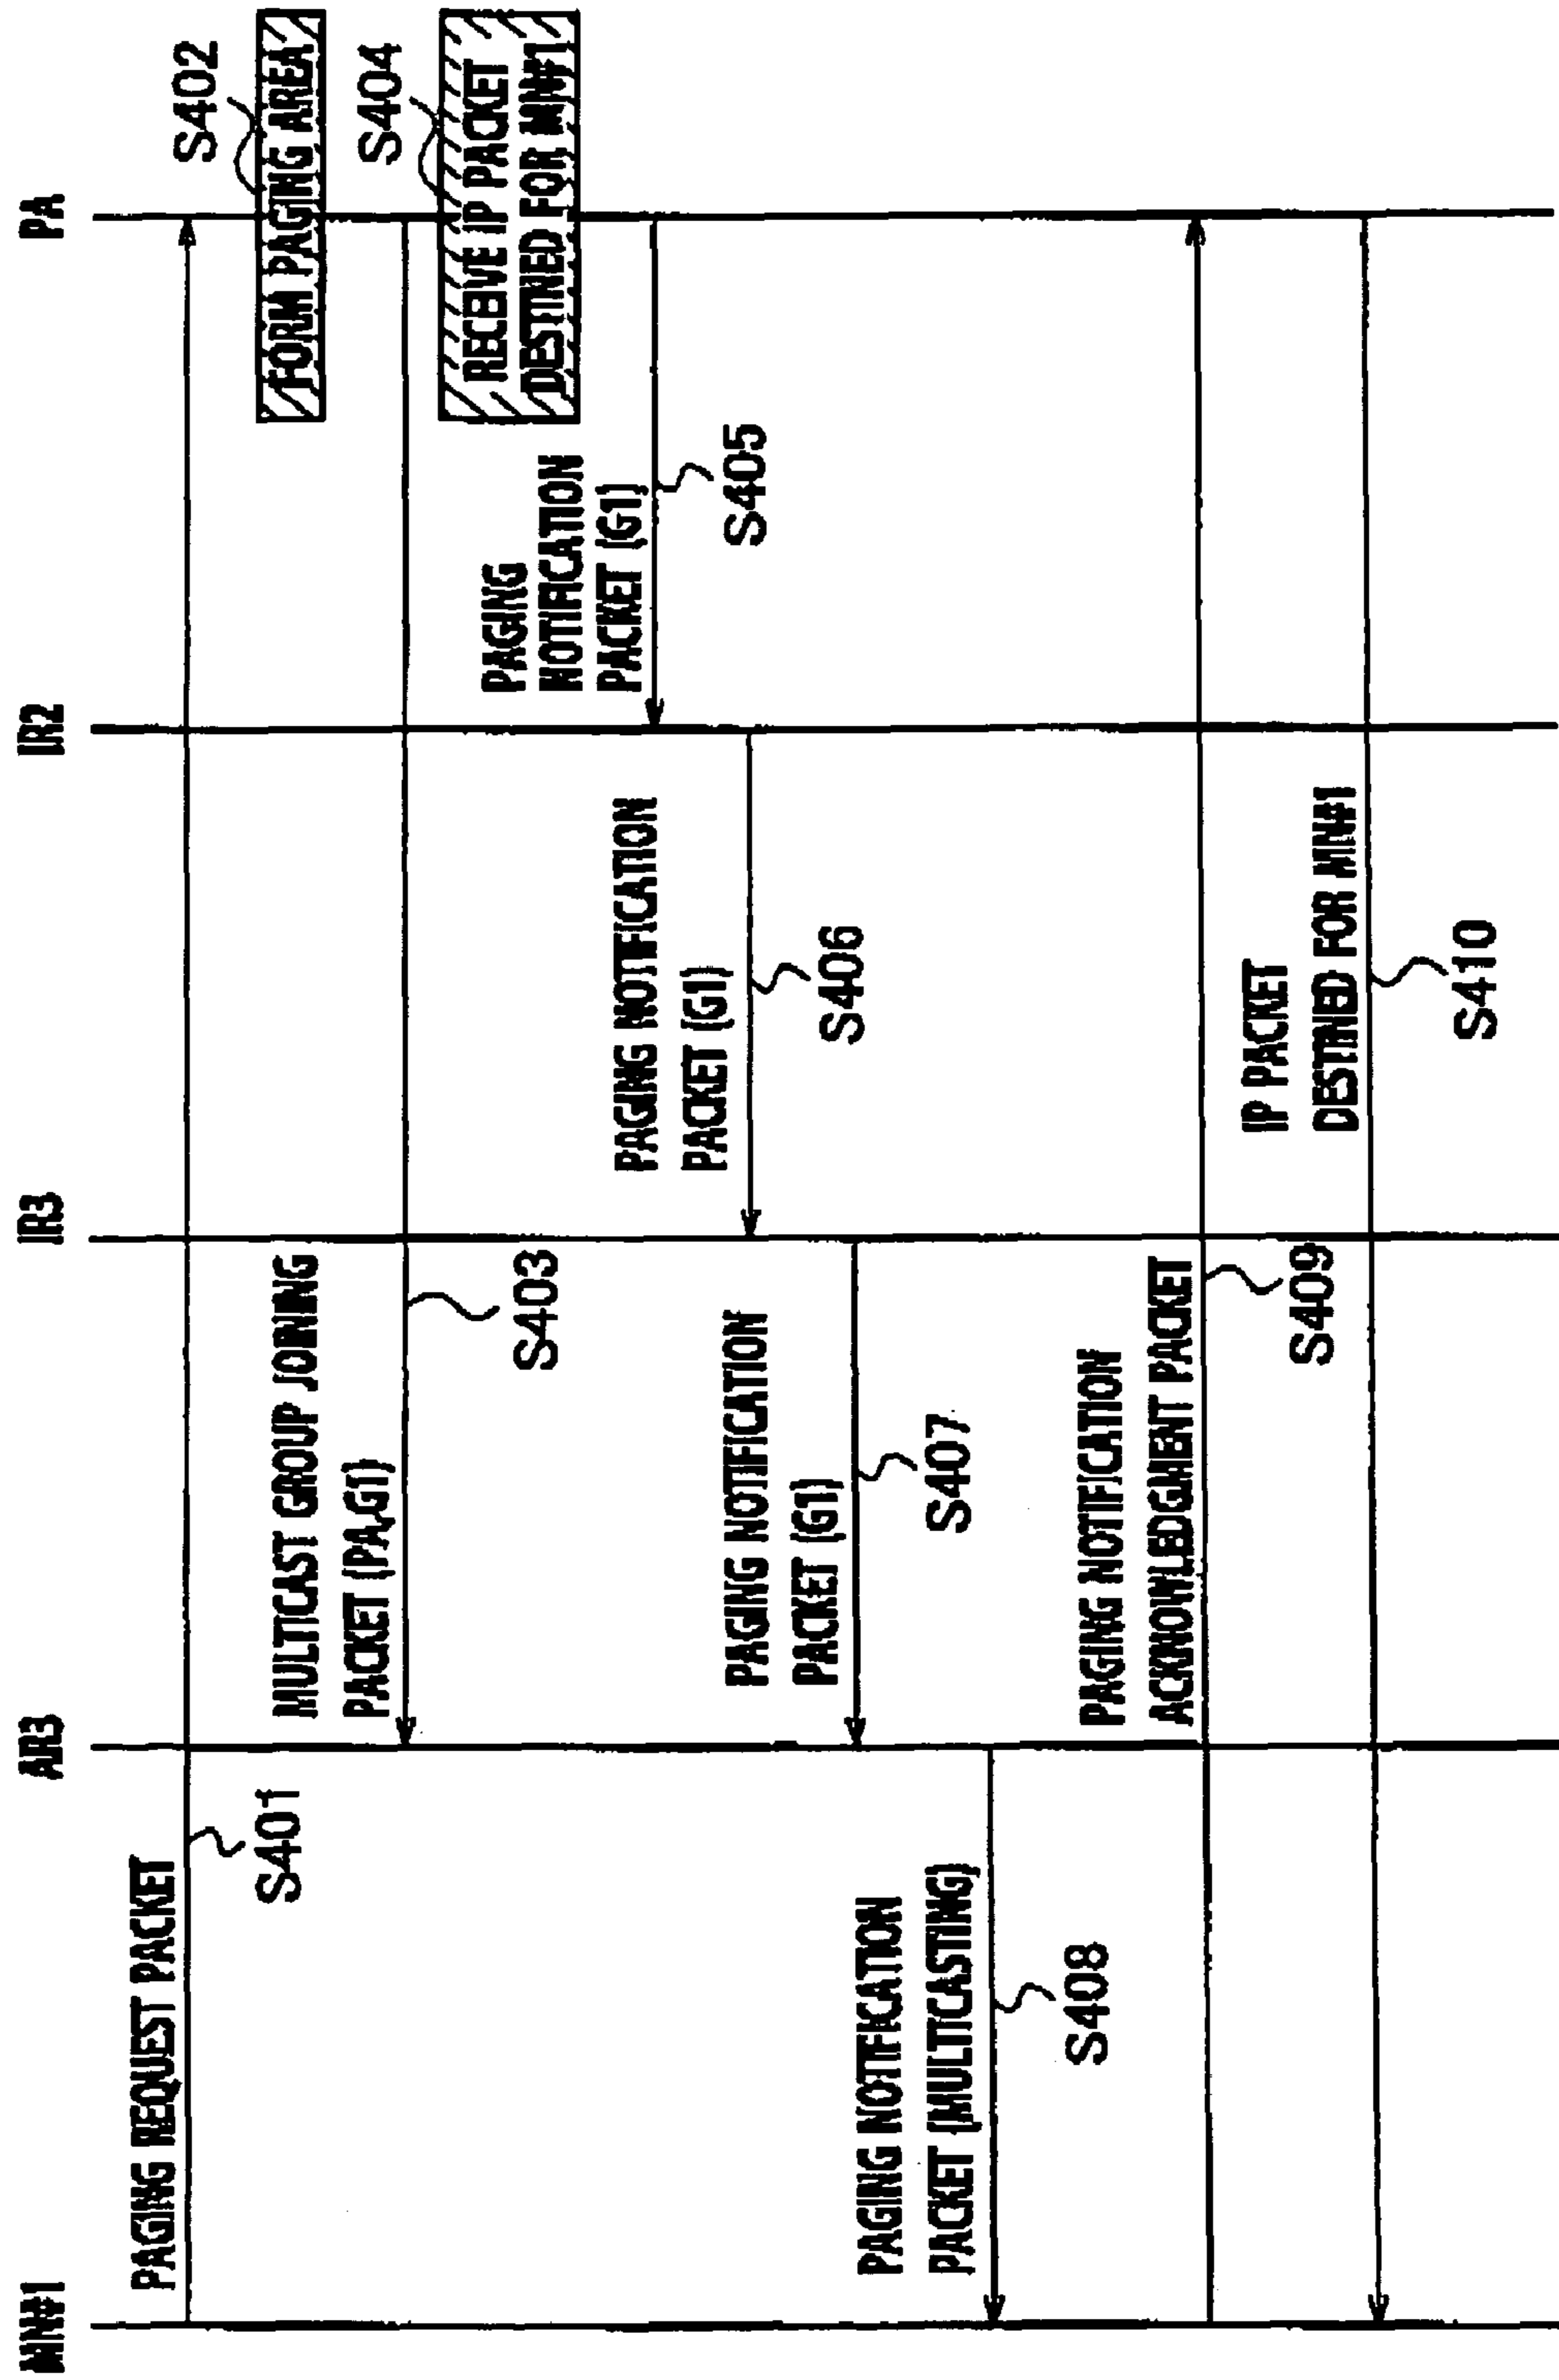 MN#1
AR3
IR3
IR2
PA
PAGING REQUEST PACKET
S401
S402
FORM PAGING AREA
MULTICAST GROUP JOINING
PACKET (PA,G1)
S403
S404
RECEIVE IP PACKET
DESTINED FOR MN#1
PAGING
NOTIFICATION
PACKET (G1)
S405
PAGING NOTIFICATION
PACKET (G1)
S406
PAGING NOTIFICATION
PACKET (G1)
S407
PAGING NOTIFICATION
PACKET (MULTICASTING)
S408
PAGING NOTIFICATION
ACKNOWLEDGMENT PACKET
S409
IP PACKET
DESTINED FOR MN#1
S410